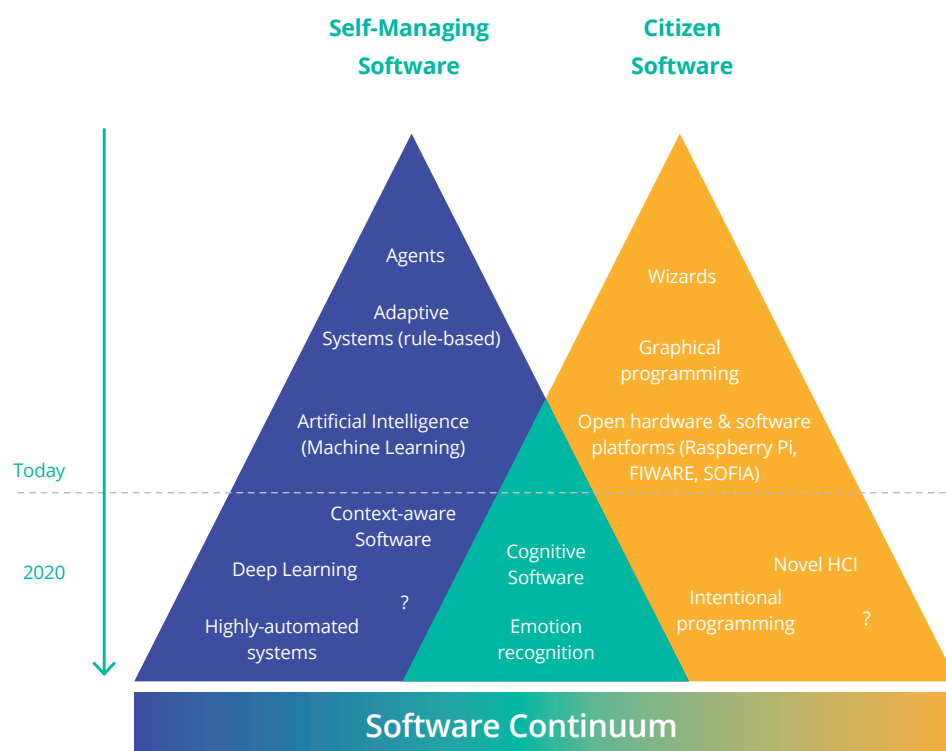 Self-Managing
Software
Citizen
Software
Agents
Adaptive
Systems (rule-based)
Artificial Intelligence
(Machine Learning)
Wizards
Graphical
programming
Open hardware & software
platforms (Raspberry Pi,
FIWARE, SOFIA)
Today
2020
Context-aware
Software
Deep Learning
?
Highly-automated
systems
Cognitive
Software
Emotion
recognition
Novel HCI
Intentional
programming
?
Software Continuum